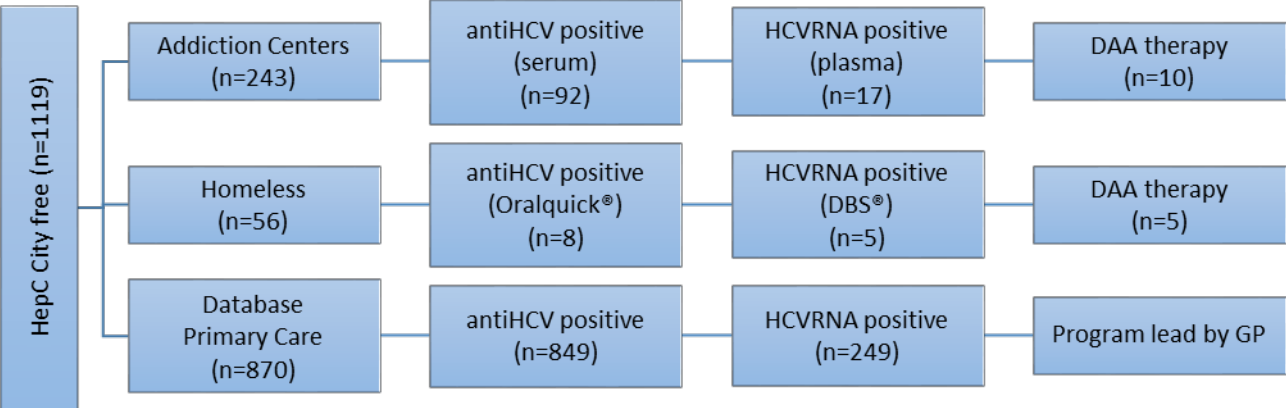 HepC City free (n=1119)
Addiction Centers
(n=243)
antiHCV positive
(serum)
(n=92)
HCVRNA positive
(plasma)
(n=17)
DAA therapy
(n=10)
Homeless
(n=56)
antiHCV positive
(Oralquick®)
(n=8)
HCVRNA positive
(DBS®)
(n=5)
DAA therapy
(n=5)
Database
Primary Care
(n=870)
antiHCV positive
(n=849)
HCVRNA positive
(n=249)
Program lead by GP